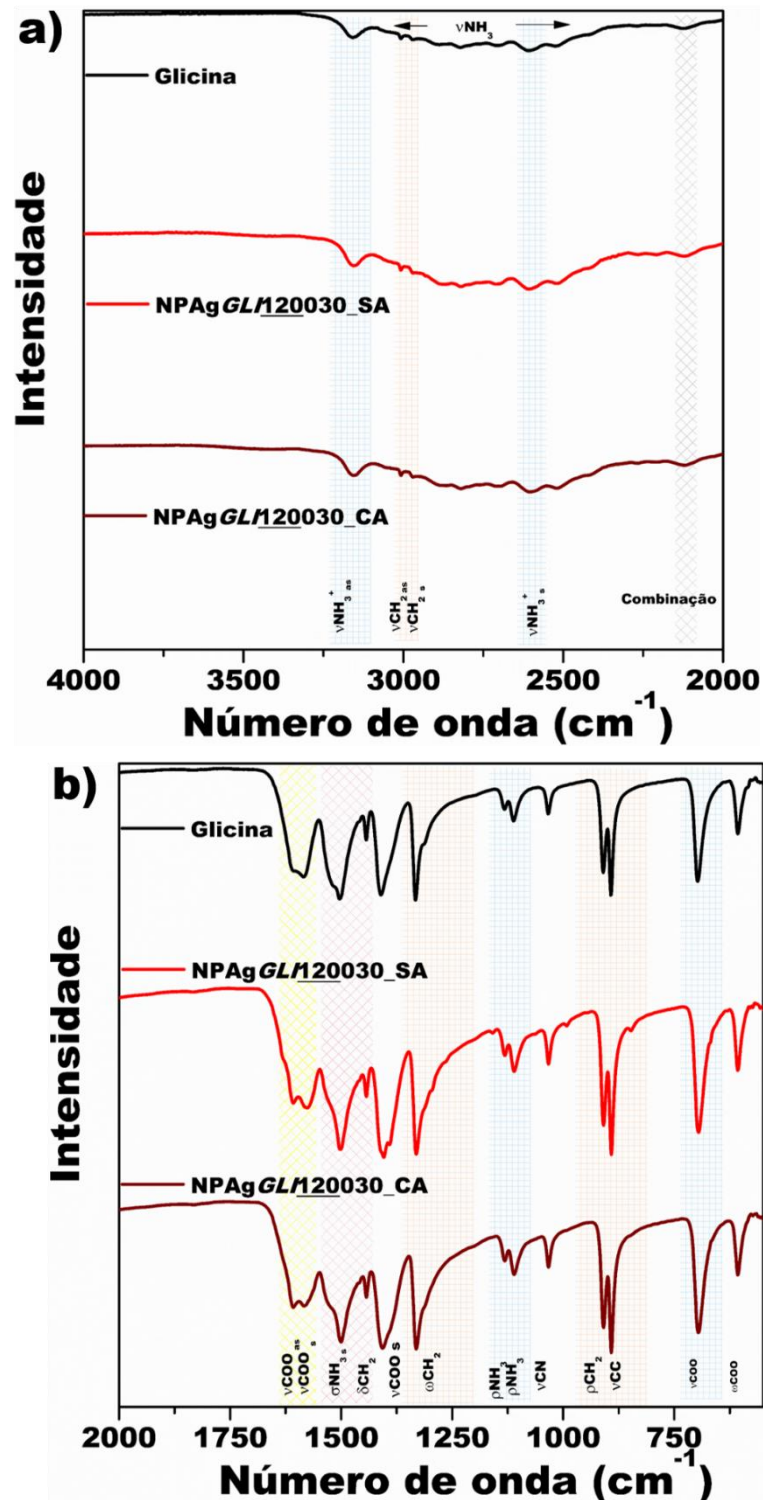 a)
νNH3
Glicina
NPAgGLI120030_SA
NPAgGLI120030_CA
νNH3+ as
νCH2 as
νCH2 s
νNH3+ s
Combinação
Intensidade
4000 3500 3000 2500 2000
Número de onda (cm-1)
b)
Glicina
NPAgGLI120030_SA
NPAgGLI120030_CA
νCOO as
νCOO s
σNH3 s
δCH2
νCOO s
ωCH2
ρNH3
ρNH3
νCN
ρCH2
νCC
νCOO
ωCOO
Intensidade
2000 1750 1500 1250 1000 750
Número de onda (cm-1)